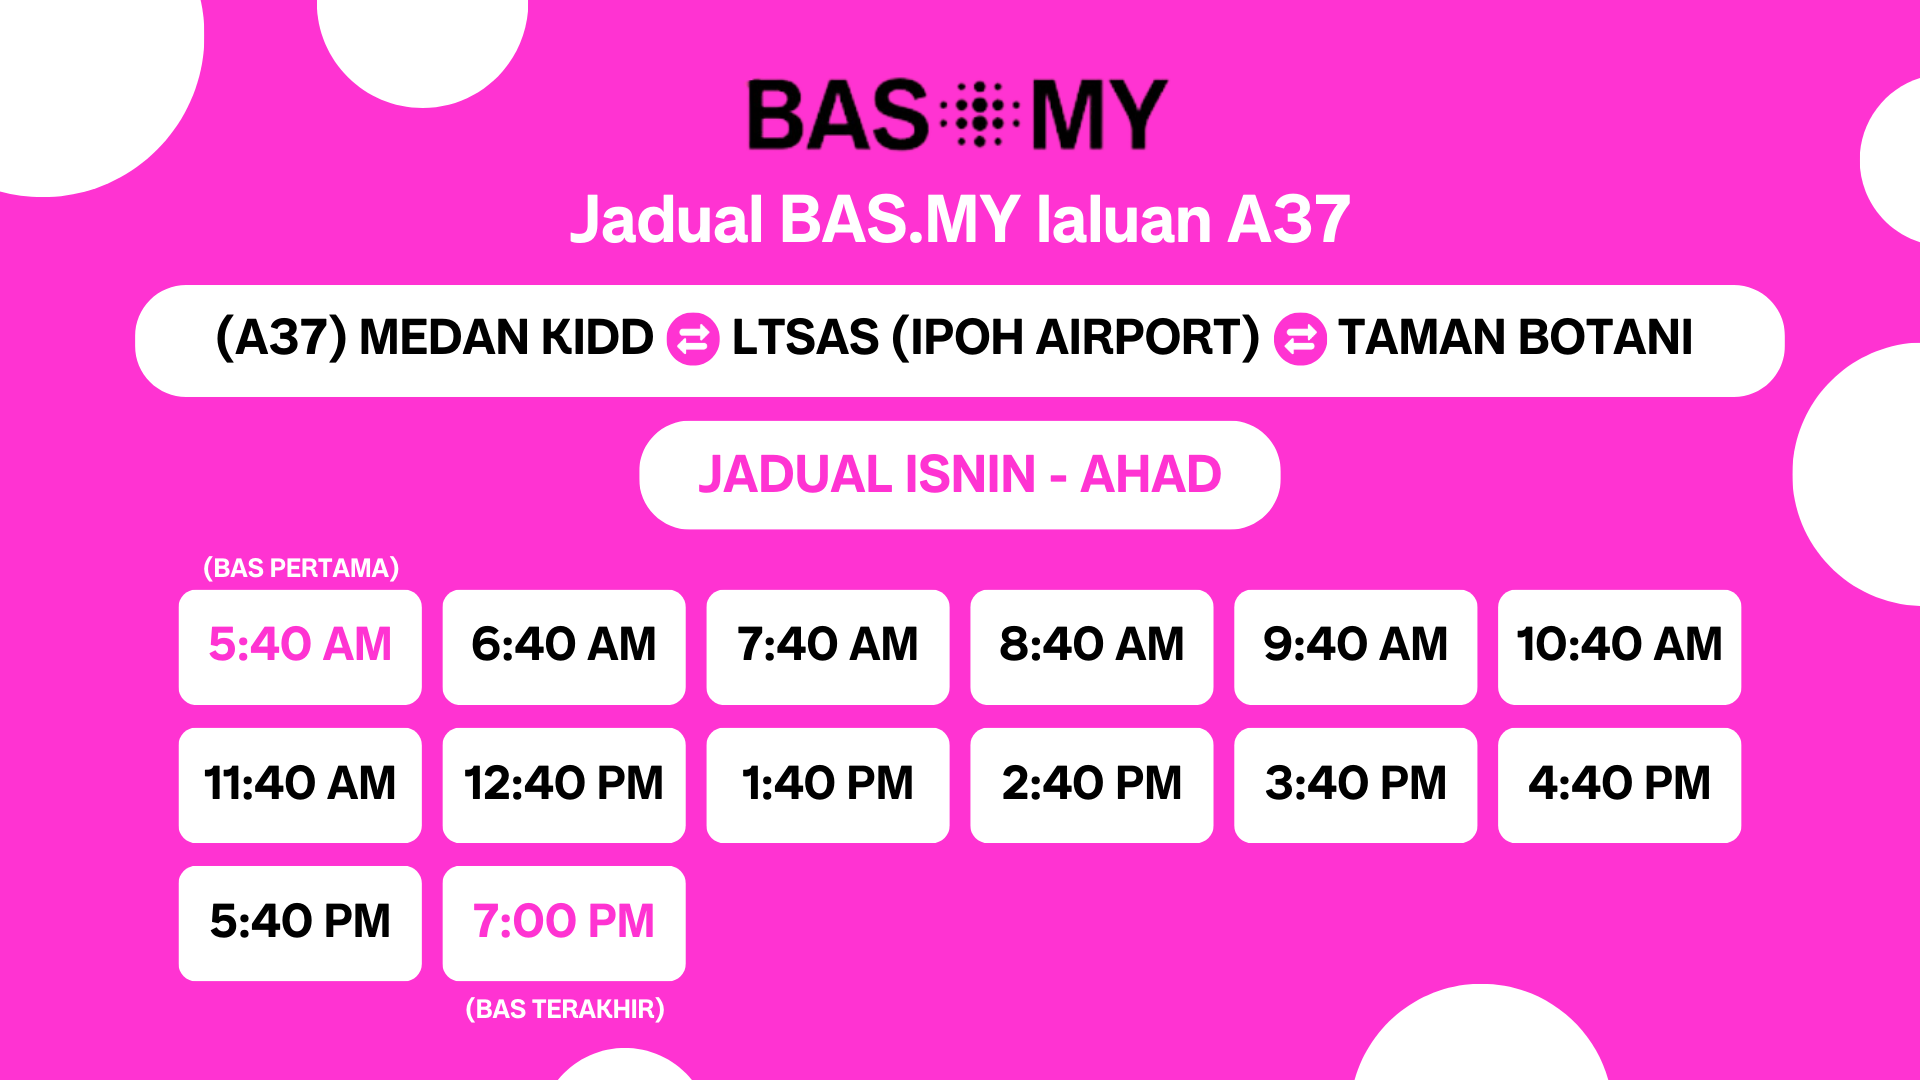 BAS MY
Jadual BAS.MY laluan A37
(A37) MEDAN KIDD LTSAS (IPOH AIRPORT) TAMAN BOTANI
JADUAL ISNIN - AHAD
(BAS PERTAMA)
5:40 AM 6:40 AM 7:40 AM 8:40 AM 9:40 AM 10:40 AM
11:40 AM 12:40 PM 1:40 PM 2:40 PM 3:40 PM 4:40 PM
5:40 PM 7:00 PM
(BAS TERAKHIR)